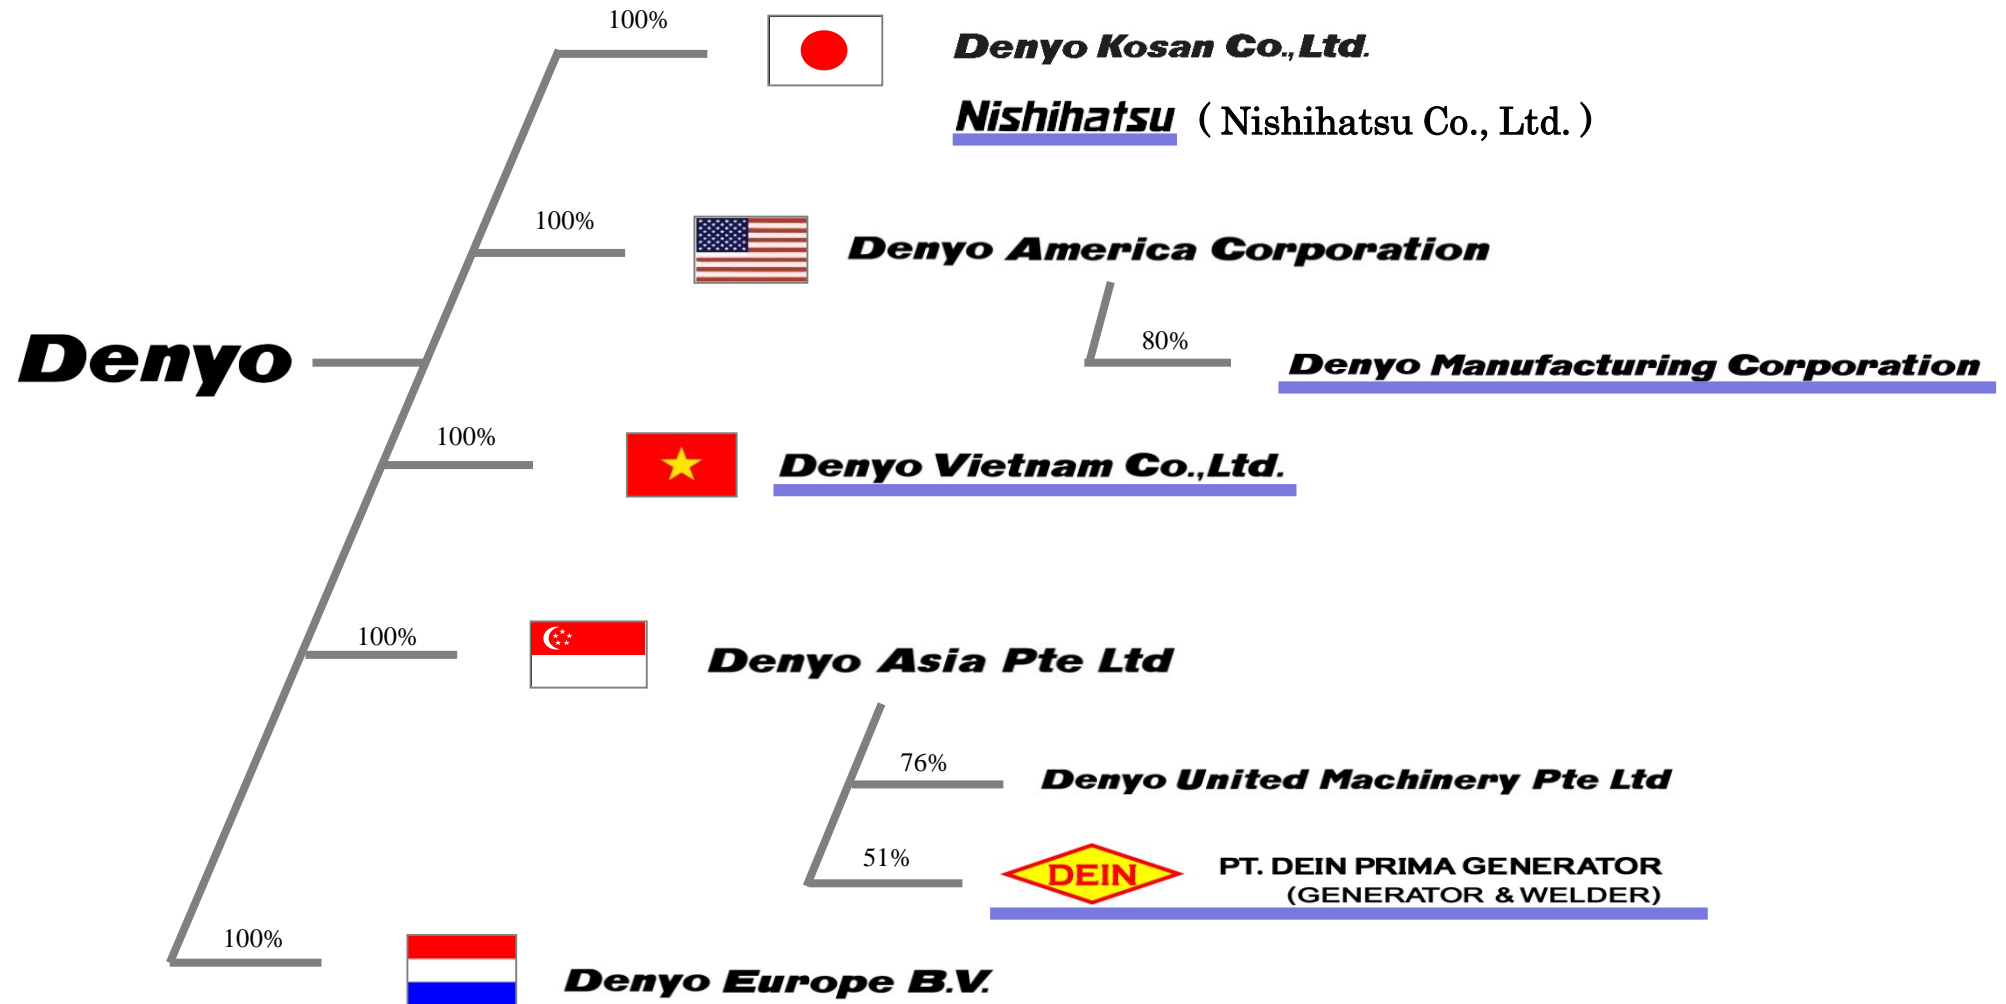 100%
Denyo Kosan Co.,Ltd.
Nishihatsu ( Nishihatsu Co., Ltd. )
100%
Denyo America Corporation
80%
Denyo Manufacturing Corporation
Denyo
100%
Denyo Vietnam Co.,Ltd.
100%
Denyo Asia Pte Ltd
76%
Denyo United Machinery Pte Ltd
51%
DEIN PT. DEIN PRIMA GENERATOR
(GENERATOR & WELDER)
100%
Denyo Europe B.V.